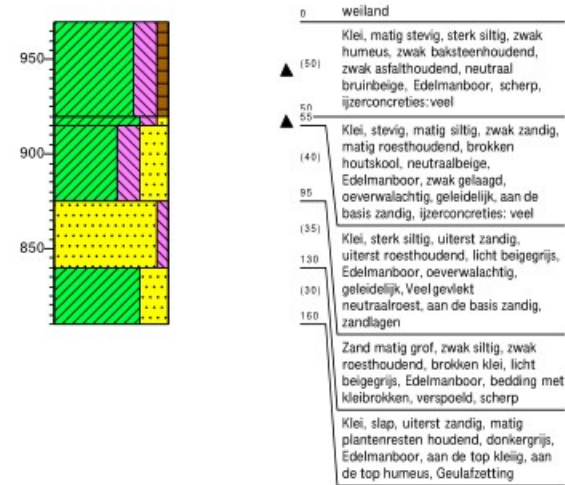 0 weiland
950
(50)
Klei, matig stevig, sterk siltig, zwak
humeus, zwak baksteenhoudend,
zwak asfalthoudend, neutraal
bruinbeige, Edelmanboor, scherp,
ijzerconcreties: veel
50
55
900
(40)
Klei, stevig, matig siltig, zwak zandig,
matig roesthoudend, brokken
houtskool, neutraalbeige,
Edelmanboor, zwak gelaagd,
oeverwalachtig, geleidelijk, aan de
basis zandig, ijzerconcreties: veel
95
850
(35)
Klei, sterk siltig, uiterst zandig,
uiterst roesthoudend, licht beigegrijs,
Edelmanboor, oeverwalachtig,
geleidelijk, Veel gevlekt
neutraalroest, aan de basis zandig,
zandlagen
130
(30)
Zand matig grof, zwak siltig, zwak
roesthoudend, brokken klei, licht
beigegrijs, Edelmanboor, bedding met
kleibrokken, verspoeld, scherp
160
Klei, slap, uiterst zandig, matig
plantenresten houdend, donkergrijs,
Edelmanboor, aan de top kleiig, aan
de top humeus, Geulafzetting